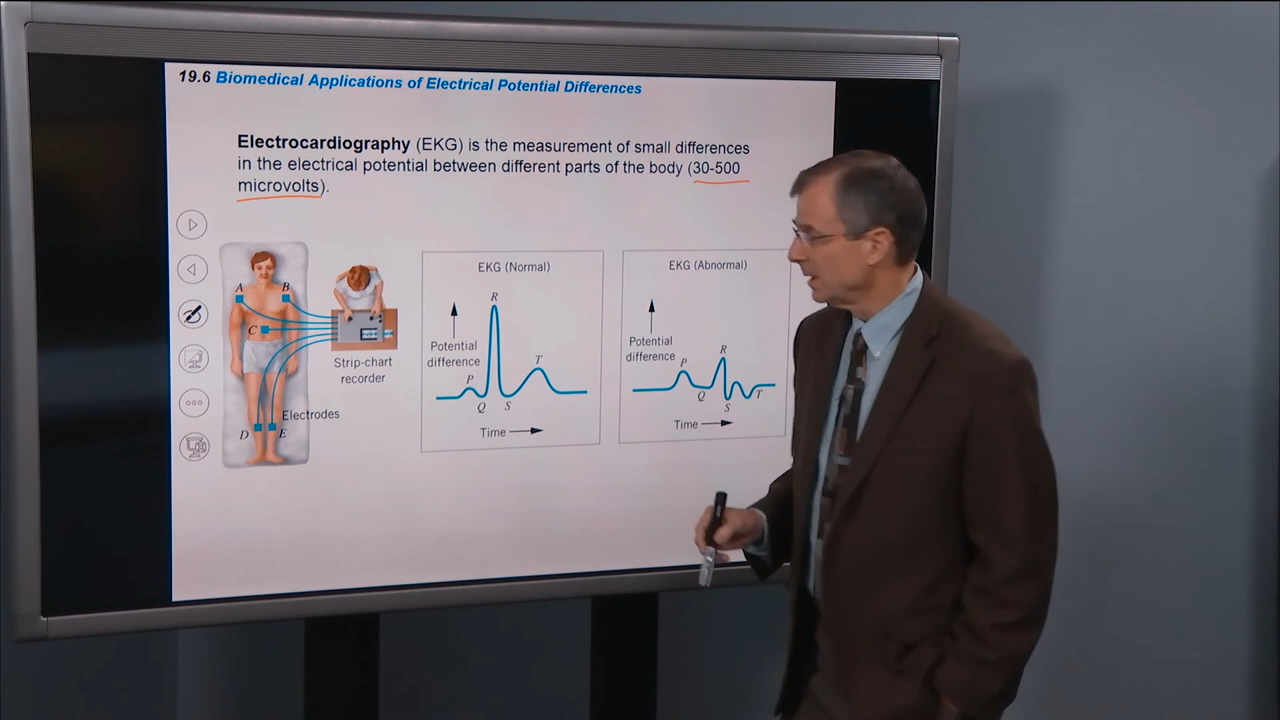 19.6 Biomedical Applications of Electrical Potential Differences
Electrocardiography (EKG) is the measurement of small differences
in the electrical potential between different parts of the body (30-500
microvolts).
A
B
C
D
E
Strip-chart
recorder
Electrodes
EKG (Normal)
Potential
difference
P
Q
R
S
T
Time
EKG (Abnormal)
Potential
difference
P
Q
R
S
T
Time